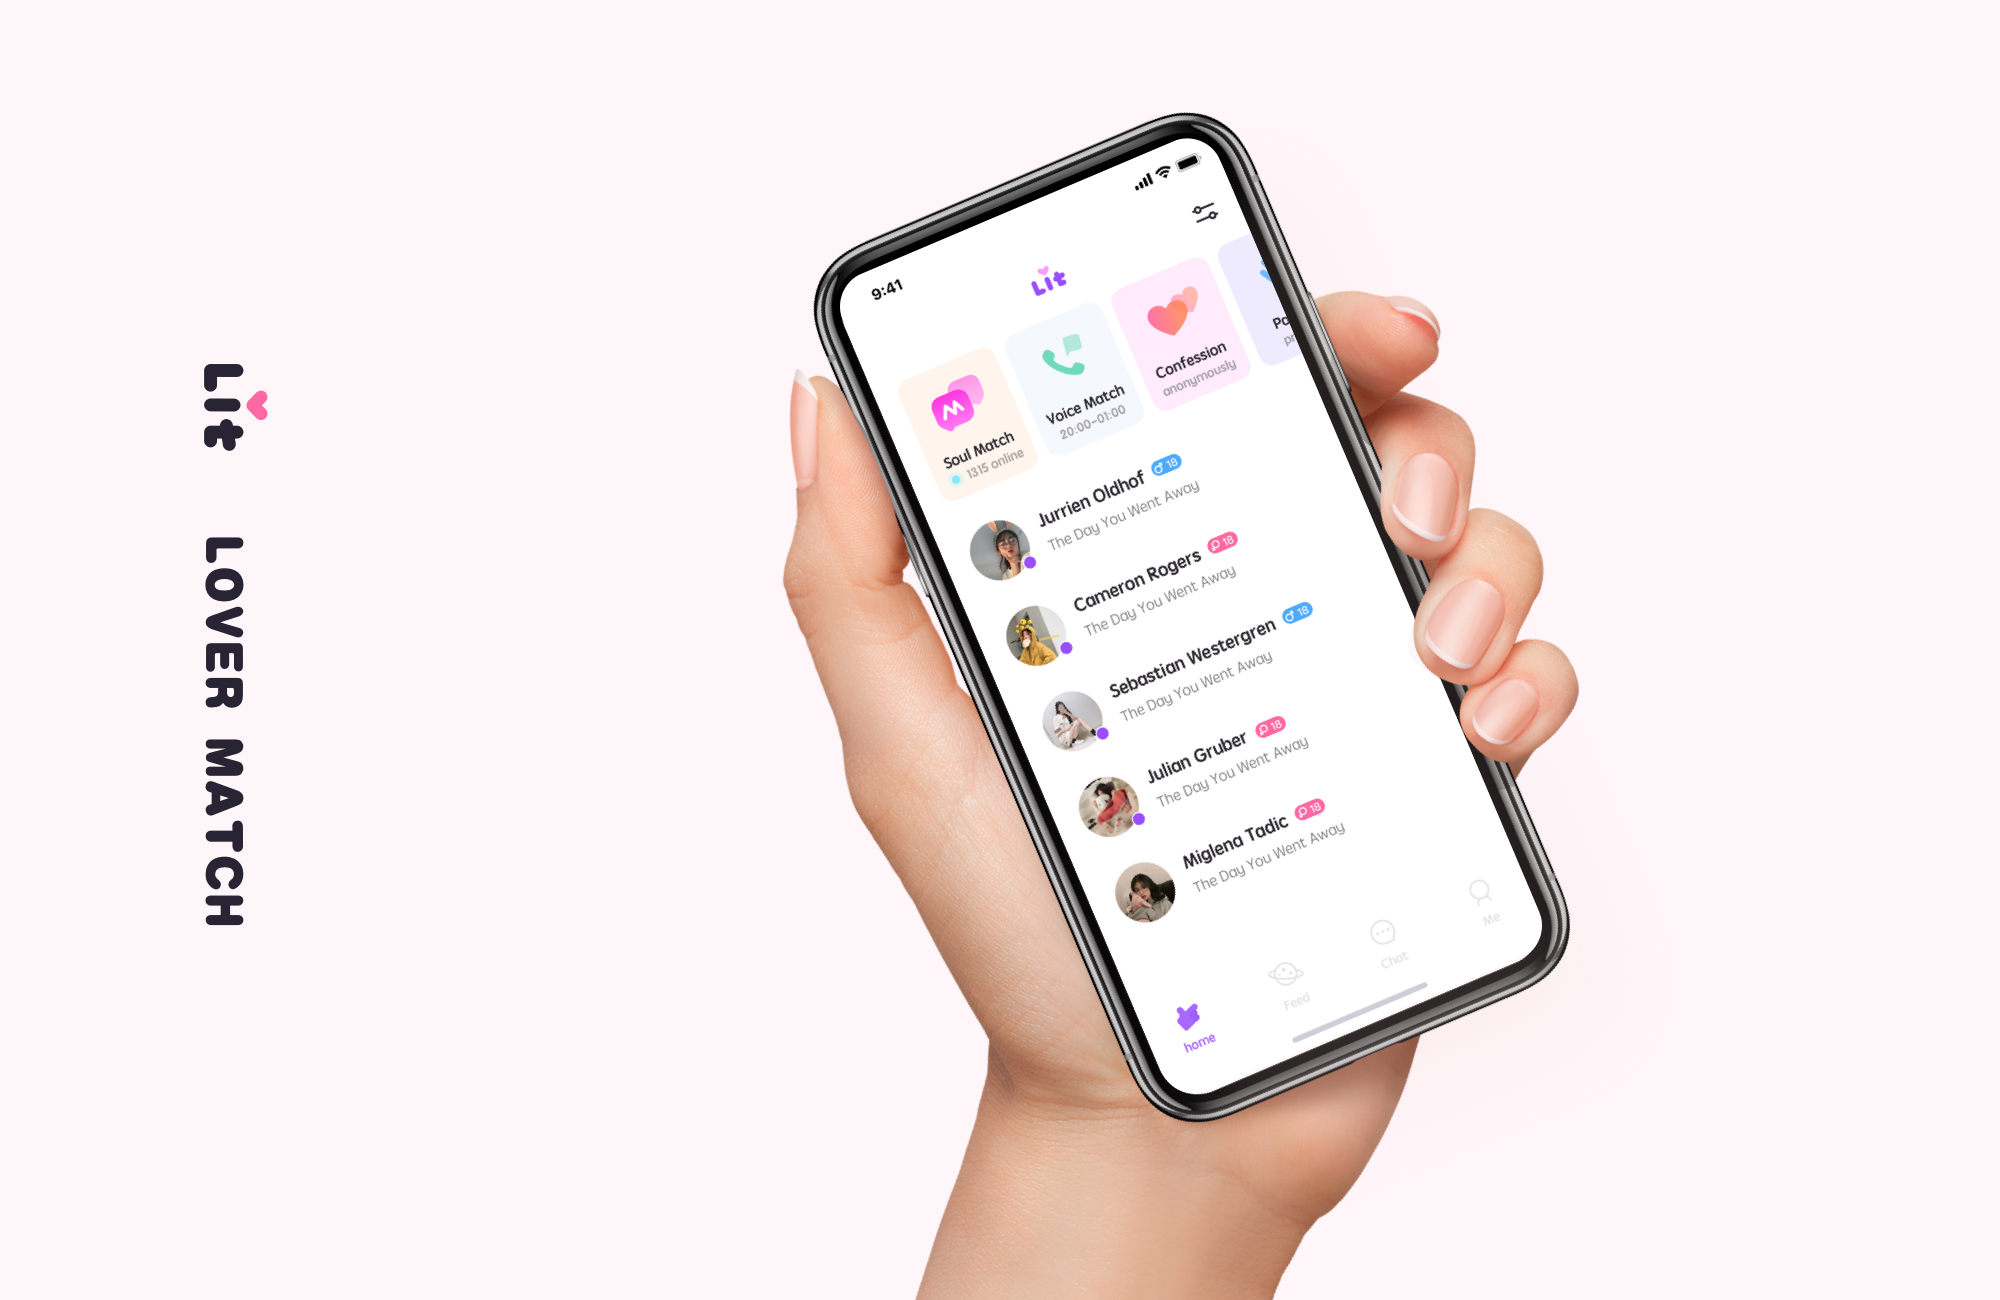 Lit
LOVER MATCH
9:41
Lit
Soul Match
1315 online
Voice Match
20:00-01:00
Confession
anonymously
Jurrien Oldhof 18
The Day You Went Away
Cameron Rogers 18
The Day You Went Away
Sebastian Westergren 18
The Day You Went Away
Julian Gruber 18
The Day You Went Away
Miglena Tadic 18
The Day You Went Away
home
Feed
Chat
Me